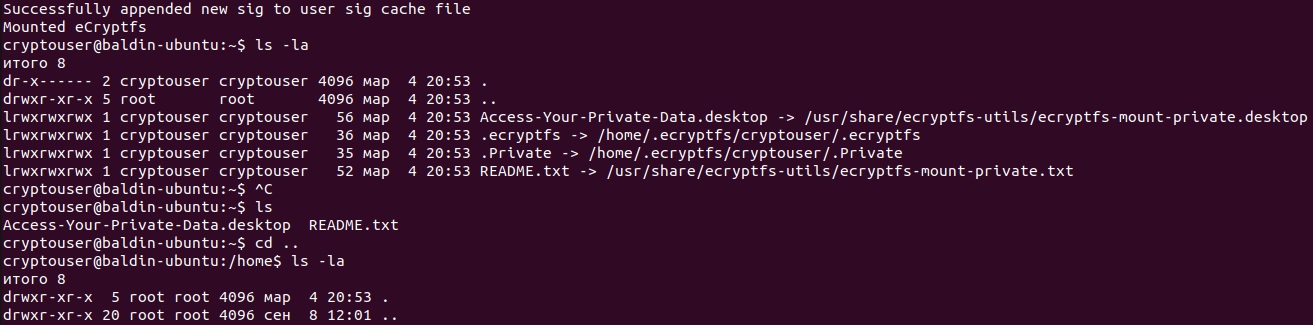 Successfully appended new sig to user sig cache file
Mounted eCryptfs
cryptouser@baldin-ubuntu:~$ ls -la
итого 8
dr-x------ 2 cryptouser cryptouser 4096 мар  4 20:53 .
drwxr-xr-x 5 root       root       4096 мар  4 20:53 ..
lrwxrwxrwx 1 cryptouser cryptouser   56 мар  4 20:53 Access-Your-Private-Data.desktop -> /usr/share/ecryptfs-utils/ecryptfs-mount-private.desktop
lrwxrwxrwx 1 cryptouser cryptouser   36 мар  4 20:53 .ecryptfs -> /home/.ecryptfs/cryptouser/.ecryptfs
lrwxrwxrwx 1 cryptouser cryptouser   35 мар  4 20:53 .Private -> /home/.ecryptfs/cryptouser/.Private
lrwxrwxrwx 1 cryptouser cryptouser   52 мар  4 20:53 README.txt -> /usr/share/ecryptfs-utils/ecryptfs-mount-private.txt
cryptouser@baldin-ubuntu:~$ ^C
cryptouser@baldin-ubuntu:~$ ls
Access-Your-Private-Data.desktop  README.txt
cryptouser@baldin-ubuntu:~$ cd ..
cryptouser@baldin-ubuntu:/home$ ls -la
итого 8
drwxr-xr-x  5 root root 4096 мар  4 20:53 .
drwxr-xr-x 20 root root 4096 сен  8 12:01 ..